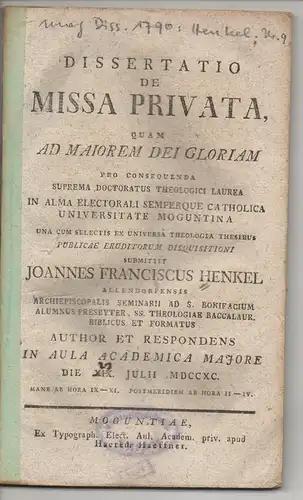 Diss. 1790: Henkel,
DISSERTATIO
DE
MISSA PRIVATA,
QUAM
AD MAIOREM DEI GLORIAM
PRO CONSEQUENDA
SUPREMA DOCTORATUS THEOLOGICI LAUREA
IN ALMA ELECTORALI SEMPERQUE CATHOLICA
UNIVERSITATE MOGUNTINA
UNA CUM SELECTIS EX UNIVERSA THEOLOGIA THESIBUS
PUBLICAE ERUDITORUM DISQUISITIONI
SUBMITTIT
JOANNES FRANCISCUS HENKEL
ALLENDORFENSIS
ARCHIEPISCOPALIS SEMINARII AD S. BONIFACIUM
ALUMNUS PRESBYTER, SS. THEOLOGIAE BACCALAUR.
BIBLICUS ET FORMATUS
AUTHOR ET RESPONDENS
IN AULA ACADEMICA MAJORE
DIE JULII MDCCXC.
MANE AB HORA IX—XI. POSTMERIDIEM AB HORA II—IV.
MOGUNTIAE,
Ex Typograph. Elect. Aul. Academ. priv. apud
Haered. Haeffner.